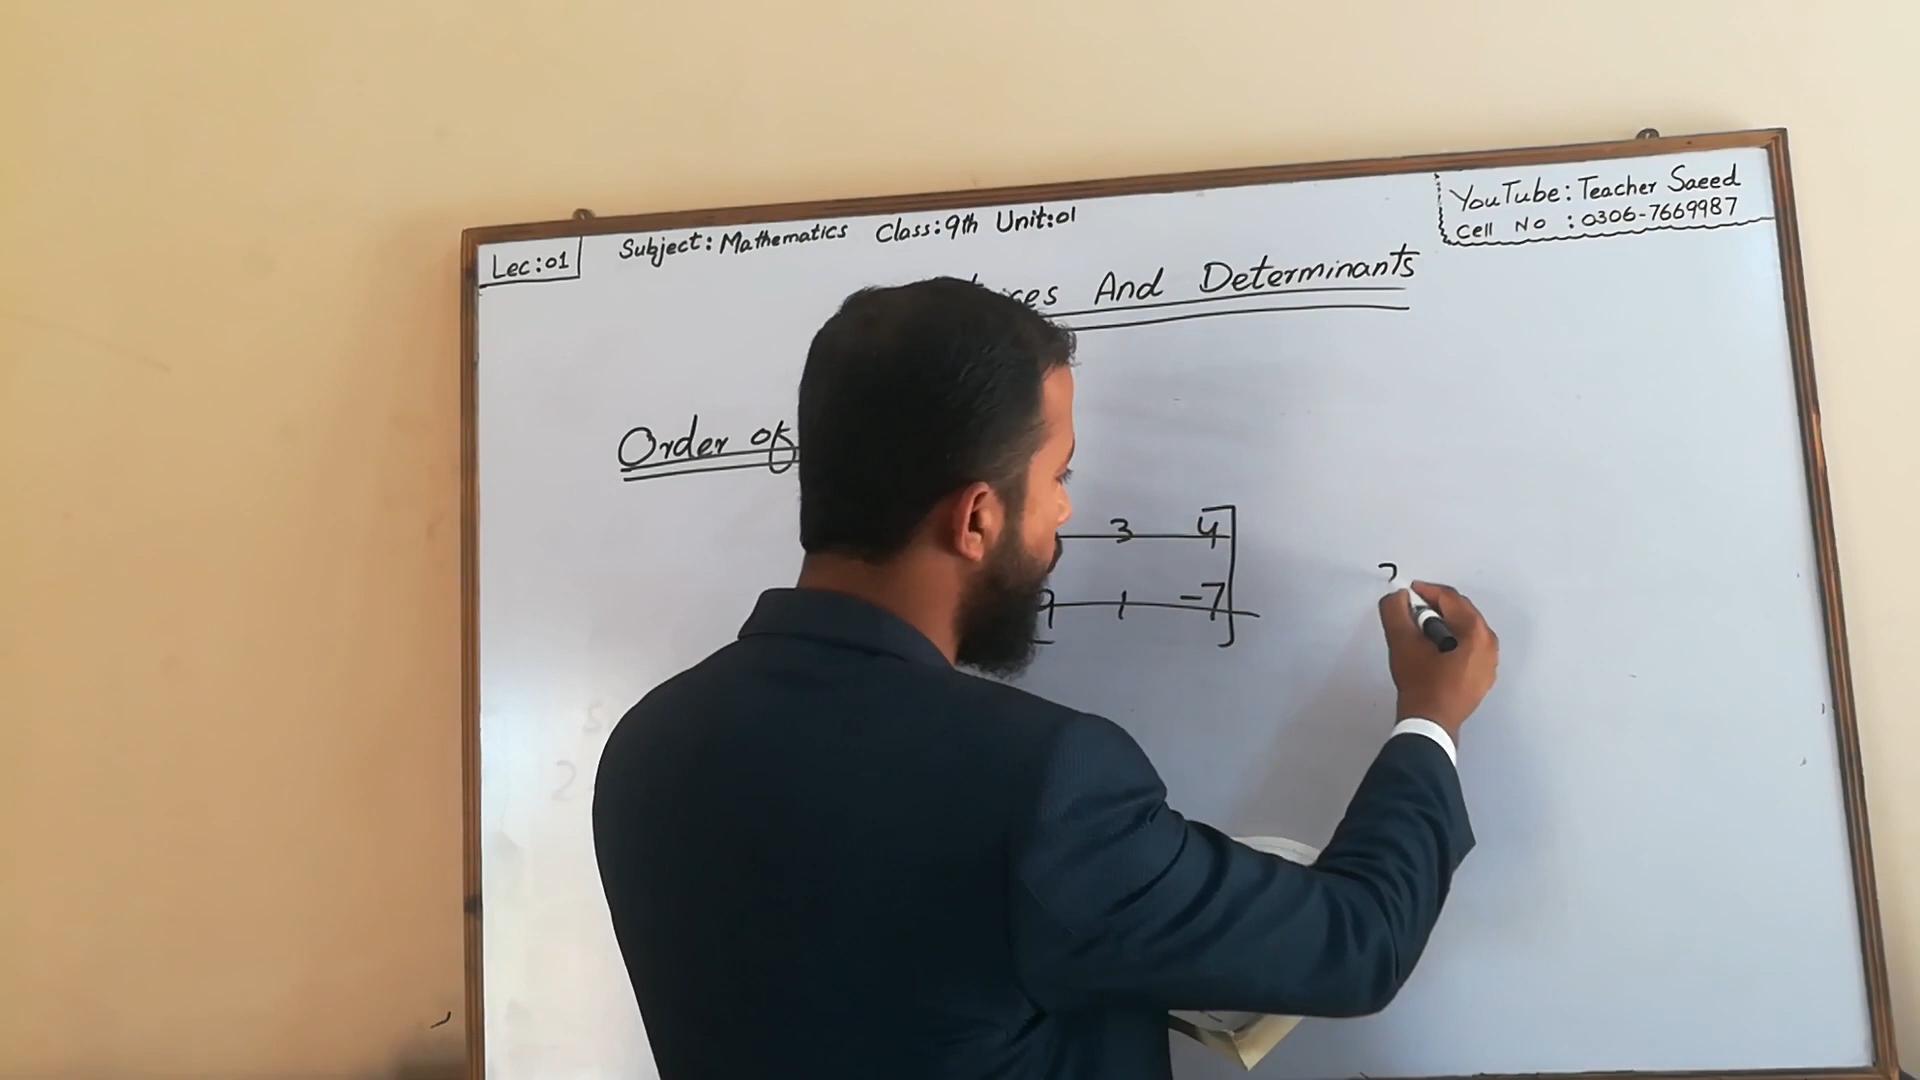 YouTube: Teacher Saeed
Cell No : 0306-7669987
Lec:01
Subject: Mathematics Class: 9th Unit:01
And Determinants
Order of
3 4
9 1 -7